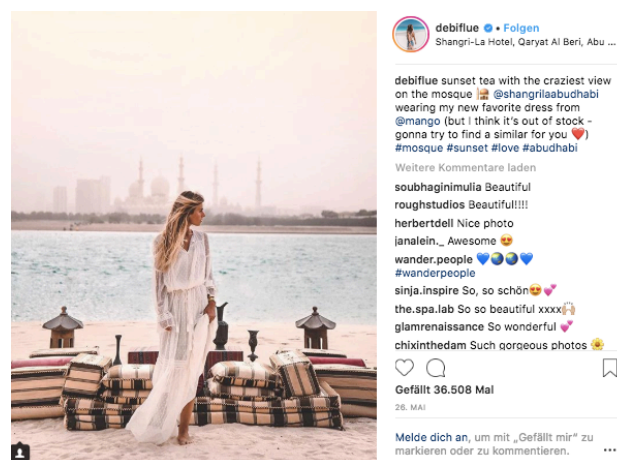 debiflue • Folgen
Shangri-La Hotel, Qaryat Al Beri, Abu ...
debiflue sunset tea with the craziest view
on the mosque 🕌 @shangrilaabudhabi
wearing my new favorite dress from
@mango (but I think it's out of stock -
gonna try to find a similar for you ❤️)
#mosque #sunset #love #abudhabi
Weitere Kommentare laden
soubhaginimulia Beautiful
roughstudios Beautiful!!!!
herbertdell Nice photo
janalein._ Awesome 😍
wander.people 💙🌏🌏💙
#wanderpeople
sinja.inspire So, so schön😍💕
the.spa.lab So so beautiful xxxx🙌🏼
glamrenaissance So wonderful 💕
chixinthedam Such gorgeous photos 🌼
Gefällt 36.508 Mal
26. MAI
Melde dich an, um mit „Gefällt mir“ zu
markieren oder zu kommentieren.